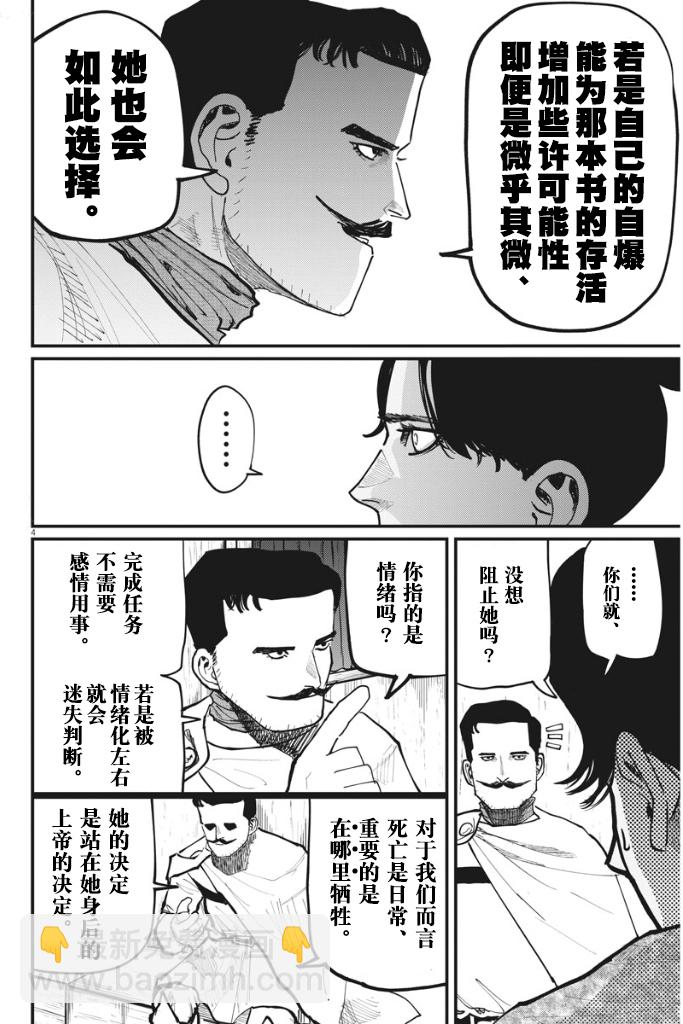 若是自己的自爆
能为那本书的存活
增加些许可能性
即便是微乎其微、
她也会
如此选择。
……
4
……
你们就、
没想
阻止她吗？
你指的是
情绪吗？
完成任务
不需要
感情用事。
若是被
情绪化左右
就会
迷失判断。
对于我们而言
死亡是日常、
重要的是
在哪里牺牲。
她的决定
是站在她身后的
上帝的决定。
👇最新免费漫画👇
www.baozimh.com